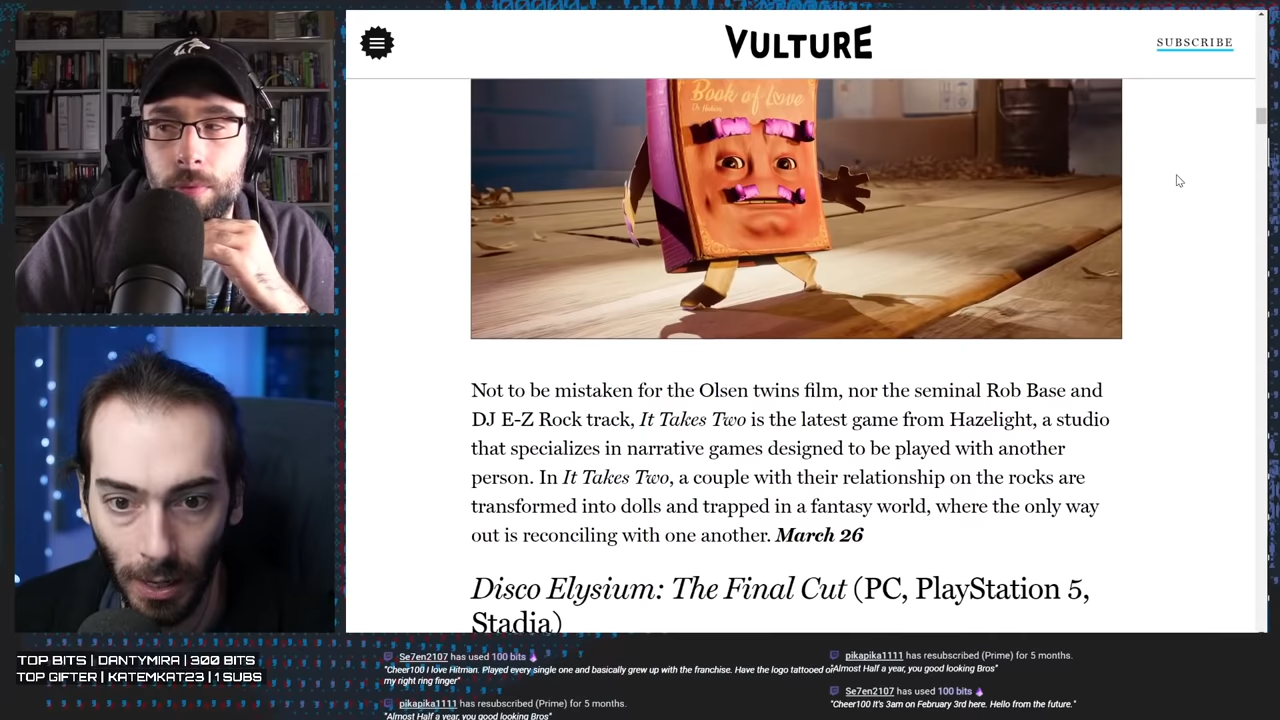 VULTURE
SUBSCRIBE
Book of Love
Not to be mistaken for the Olsen twins film, nor the seminal Rob Base and
DJ E-Z Rock track, It Takes Two is the latest game from Hazelight, a studio
that specializes in narrative games designed to be played with another
person. In It Takes Two, a couple with their relationship on the rocks are
transformed into dolls and trapped in a fantasy world, where the only way
out is reconciling with one another. March 26
Disco Elysium: The Final Cut (PC, PlayStation 5,
Stadia)
TOP BITS | DANTYMIRA | 300 BITS
TOP GIFTER | KATEMKAT23 | 1 SUBS
Se7en2107 has used 100 bits
"Cheer100 I love Hitman. Played every single one and basically grew up with the franchise. Have the logo tattooed on
my right ring finger"
pikapika1111 has resubscribed (Prime) for 5 months.
"Almost Half a year, you good looking Bros"
pikapika1111 has resubscribed (Prime) for 5 months.
"Almost Half a year, you good looking Bros"
Se7en2107 has used 100 bits
"Cheer100 It's 3am on February 3rd here. Hello from the future."